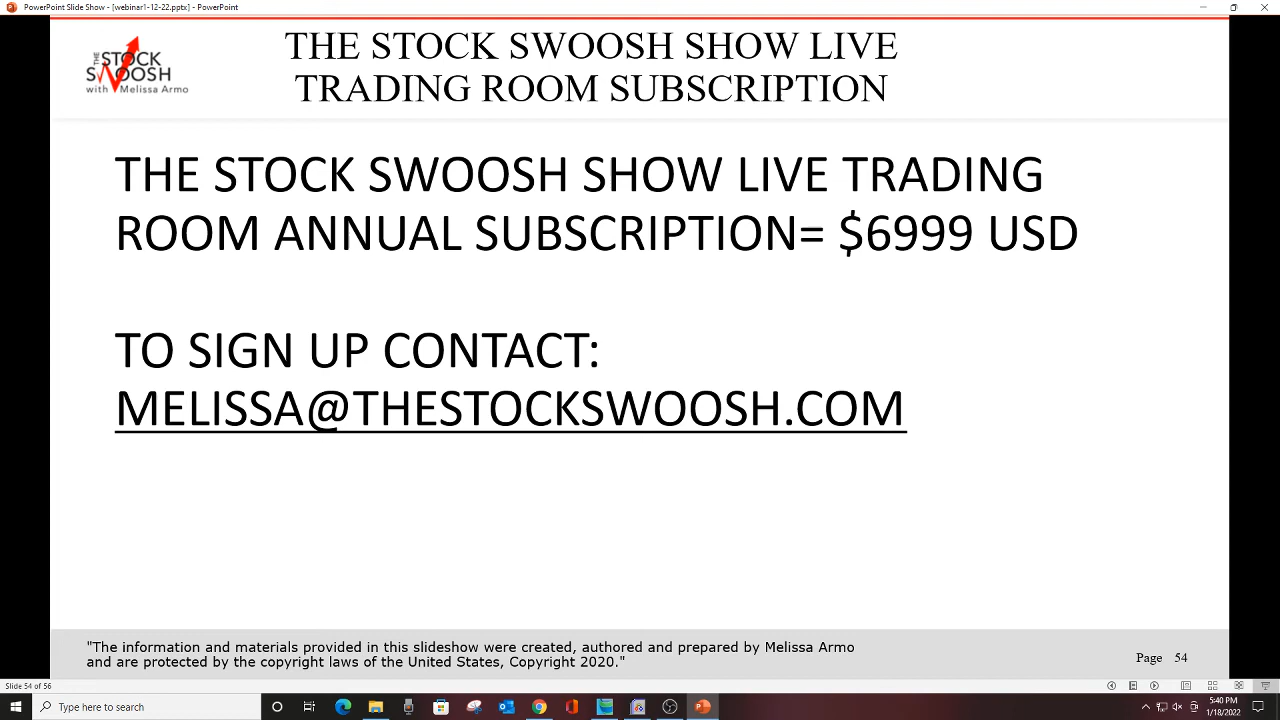 PowerPoint Slide Show - [webinar1-12-22.pptx] - PowerPoint
THE STOCK SWOOSH SHOW LIVE
TRADING ROOM SUBSCRIPTION
THE
STOCK
SWOOSH
with Melissa Armo
THE STOCK SWOOSH SHOW LIVE TRADING
ROOM ANNUAL SUBSCRIPTION= $6999 USD
TO SIGN UP CONTACT:
MELISSA@THESTOCKSWOOSH.COM
"The information and materials provided in this slideshow were created, authored and prepared by Melissa Armo
and are protected by the copyright laws of the United States, Copyright 2020."
Page 54
Slide 54 of 56
Type here to search
5:40 PM
1/18/2022